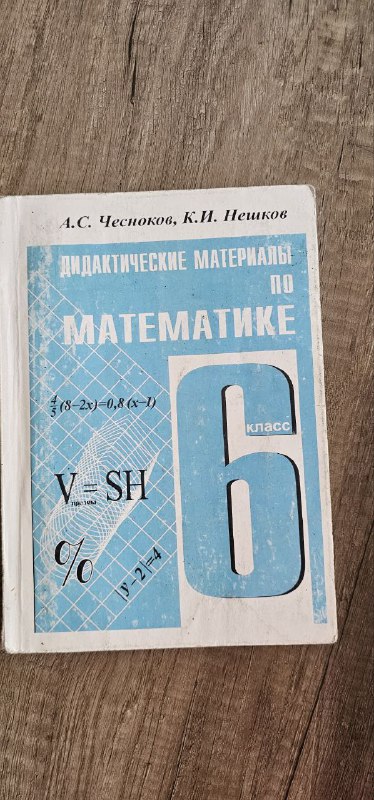 А.С. Чесноков, К.И. Нешков
ДИДАКТИЧЕСКИЕ МАТЕРИАЛЫ
ПО
МАТЕМАТИКЕ
4/5(8–2x)=0,8(x–1)
6
класс
V = SH
%
|y–2|=4